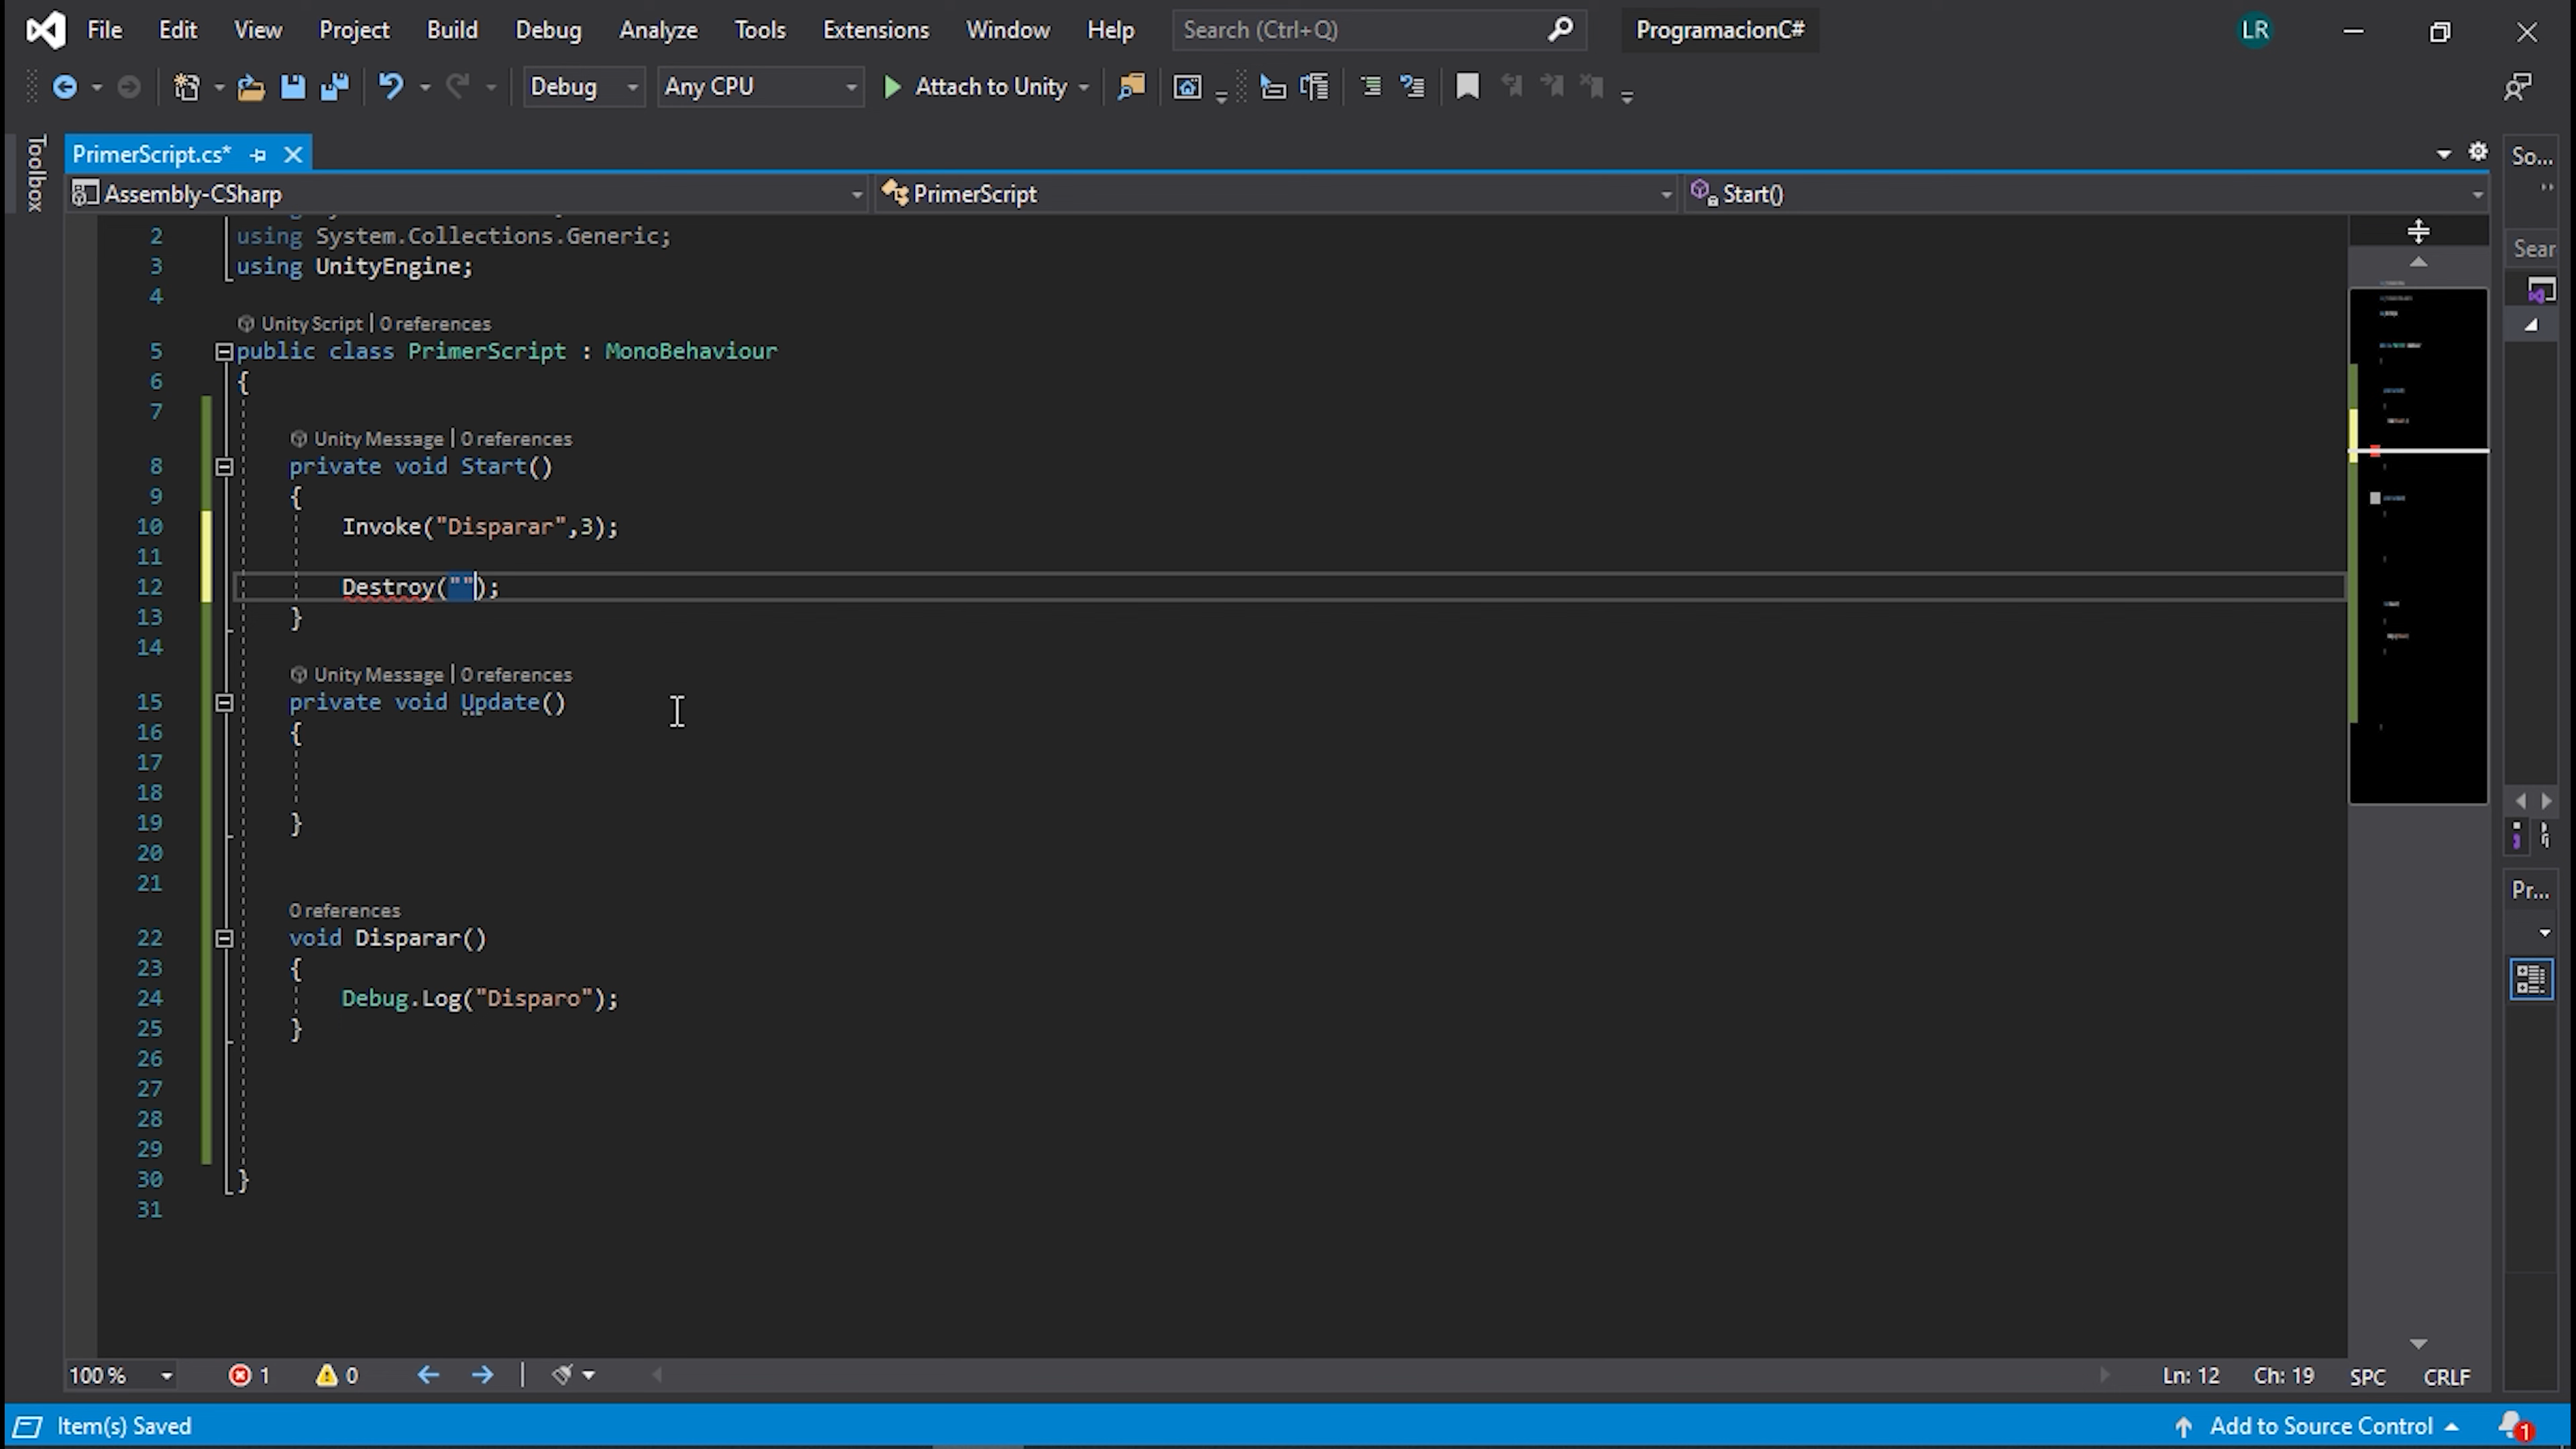 File Edit View Project Build Debug Analyze Tools Extensions Window Help Search (Ctrl+Q) ProgramacionC# LR
Debug Any CPU Attach to Unity
Toolbox
PrimerScript.cs*
So...
Assembly-CSharp PrimerScript Start()
Sear
2 using System.Collections.Generic;
3 using UnityEngine;
4
Unity Script | 0 references
5 public class PrimerScript : MonoBehaviour
6 {
7
Unity Message | 0 references
8 private void Start()
9 {
10 Invoke("Disparar",3);
11
12 Destroy("");
13 }
14
Unity Message | 0 references
15 private void Update()
16 {
17
18
19 }
20
21
0 references
22 void Disparar()
23 {
24 Debug.Log("Disparo");
25 }
26
27
28
29
30 }
31
Pr...
100 % 1 0 Ln: 12 Ch: 19 SPC CRLF
Item(s) Saved Add to Source Control 1